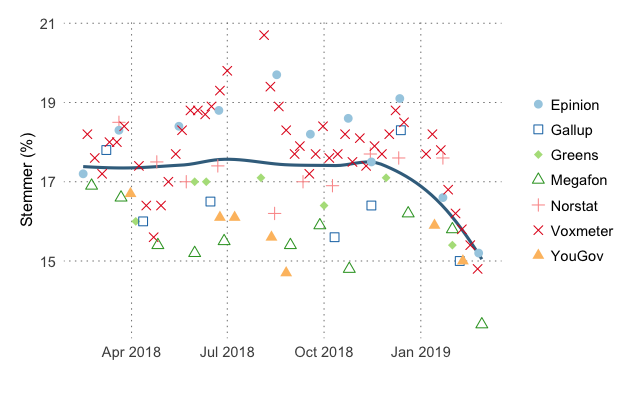 21
19
17
15
Stemmer (%)
Apr 2018
Jul 2018
Oct 2018
Jan 2019
Epinion
Gallup
Greens
Megafon
Norstat
Voxmeter
YouGov